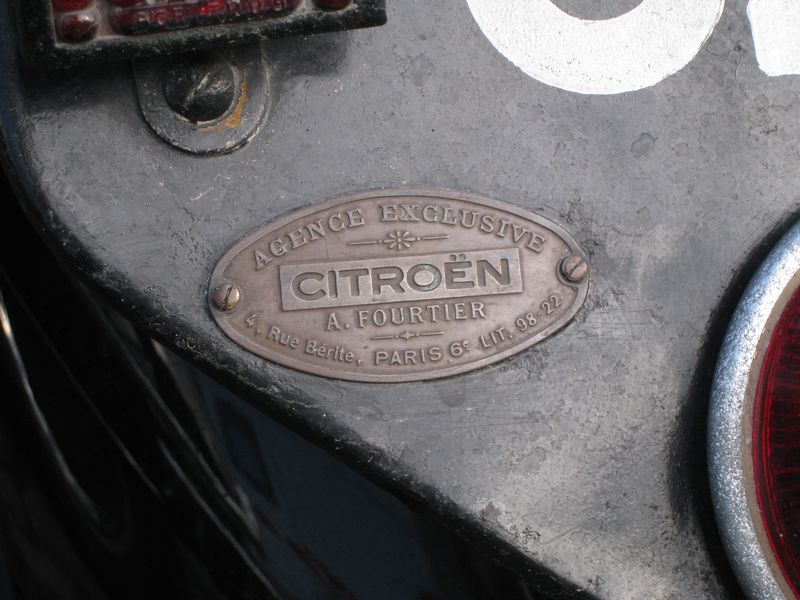 AGENCE EXCLUSIVE
CITROËN
A. FOURTIER
4, Rue Bérite, PARIS 6e LIT. 98-22